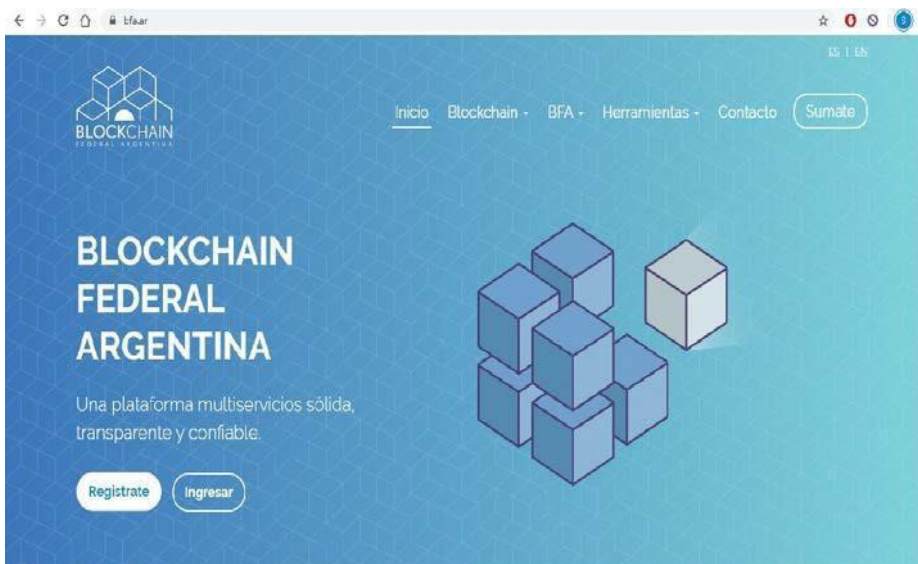 bfa.ar
ES | EN
BLOCKCHAIN
FEDERAL ARGENTINA
Inicio Blockchain BFA Herramientas Contacto Sumate
BLOCKCHAIN
FEDERAL
ARGENTINA
Una plataforma multiservicios sólida,
transparente y confiable.
Registrate Ingresar